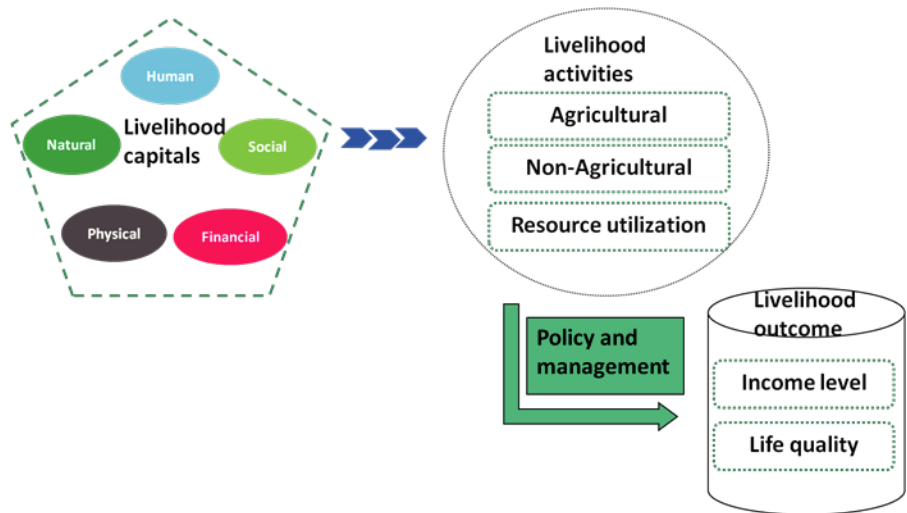 Human
Natural
Livelihood
capitals
Social
Physical
Financial
Livelihood
activities
Agricultural
Non-Agricultural
Resource utilization
Policy and
management
Livelihood
outcome
Income level
Life quality